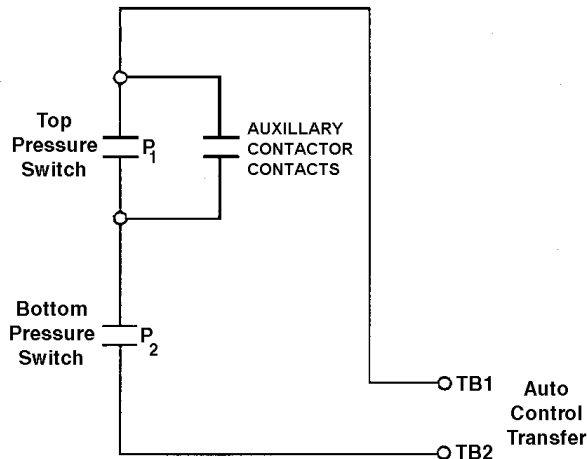 Top
Pressure
Switch
P1
AUXILLARY
CONTACTOR
CONTACTS
Bottom
Pressure
Switch
P2
TB1
TB2
Auto
Control
Transfer